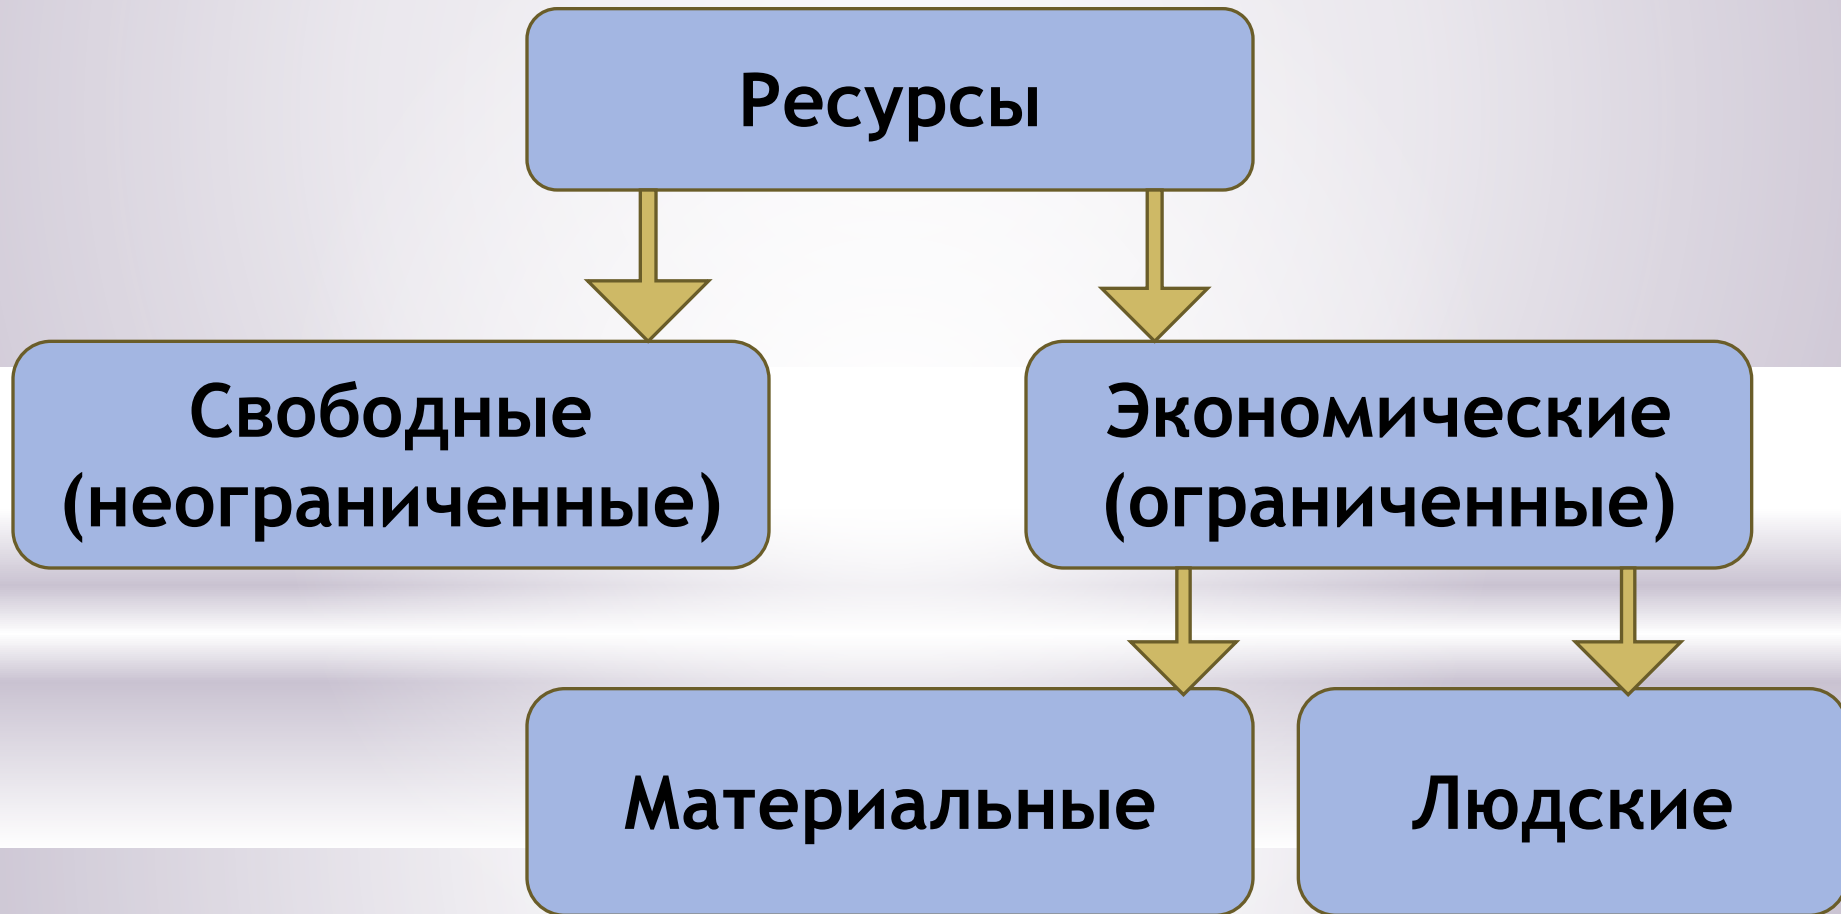 Ресурсы
Свободные
(неограниченные)
Экономические
(ограниченные)
Материальные
Людские